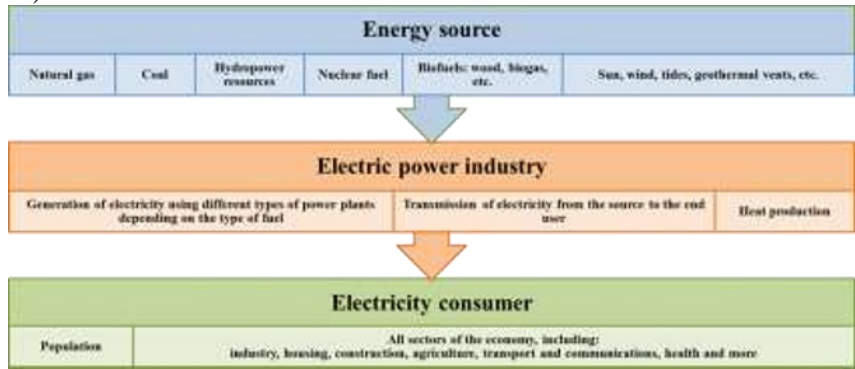 Energy source
Natural gas
Coal
Hydropower
resources
Nuclear fuel
Biofuels: wood, biogas,
etc.
Sun, wind, tides, geothermal vents, etc.
Electric power industry
Generation of electricity using different types of power plants
depending on the type of fuel
Transmission of electricity from the source to the end
user
Heat production
Electricity consumer
Population
All sectors of the economy, including:
industry, housing, construction, agriculture, transport and communications, health and more